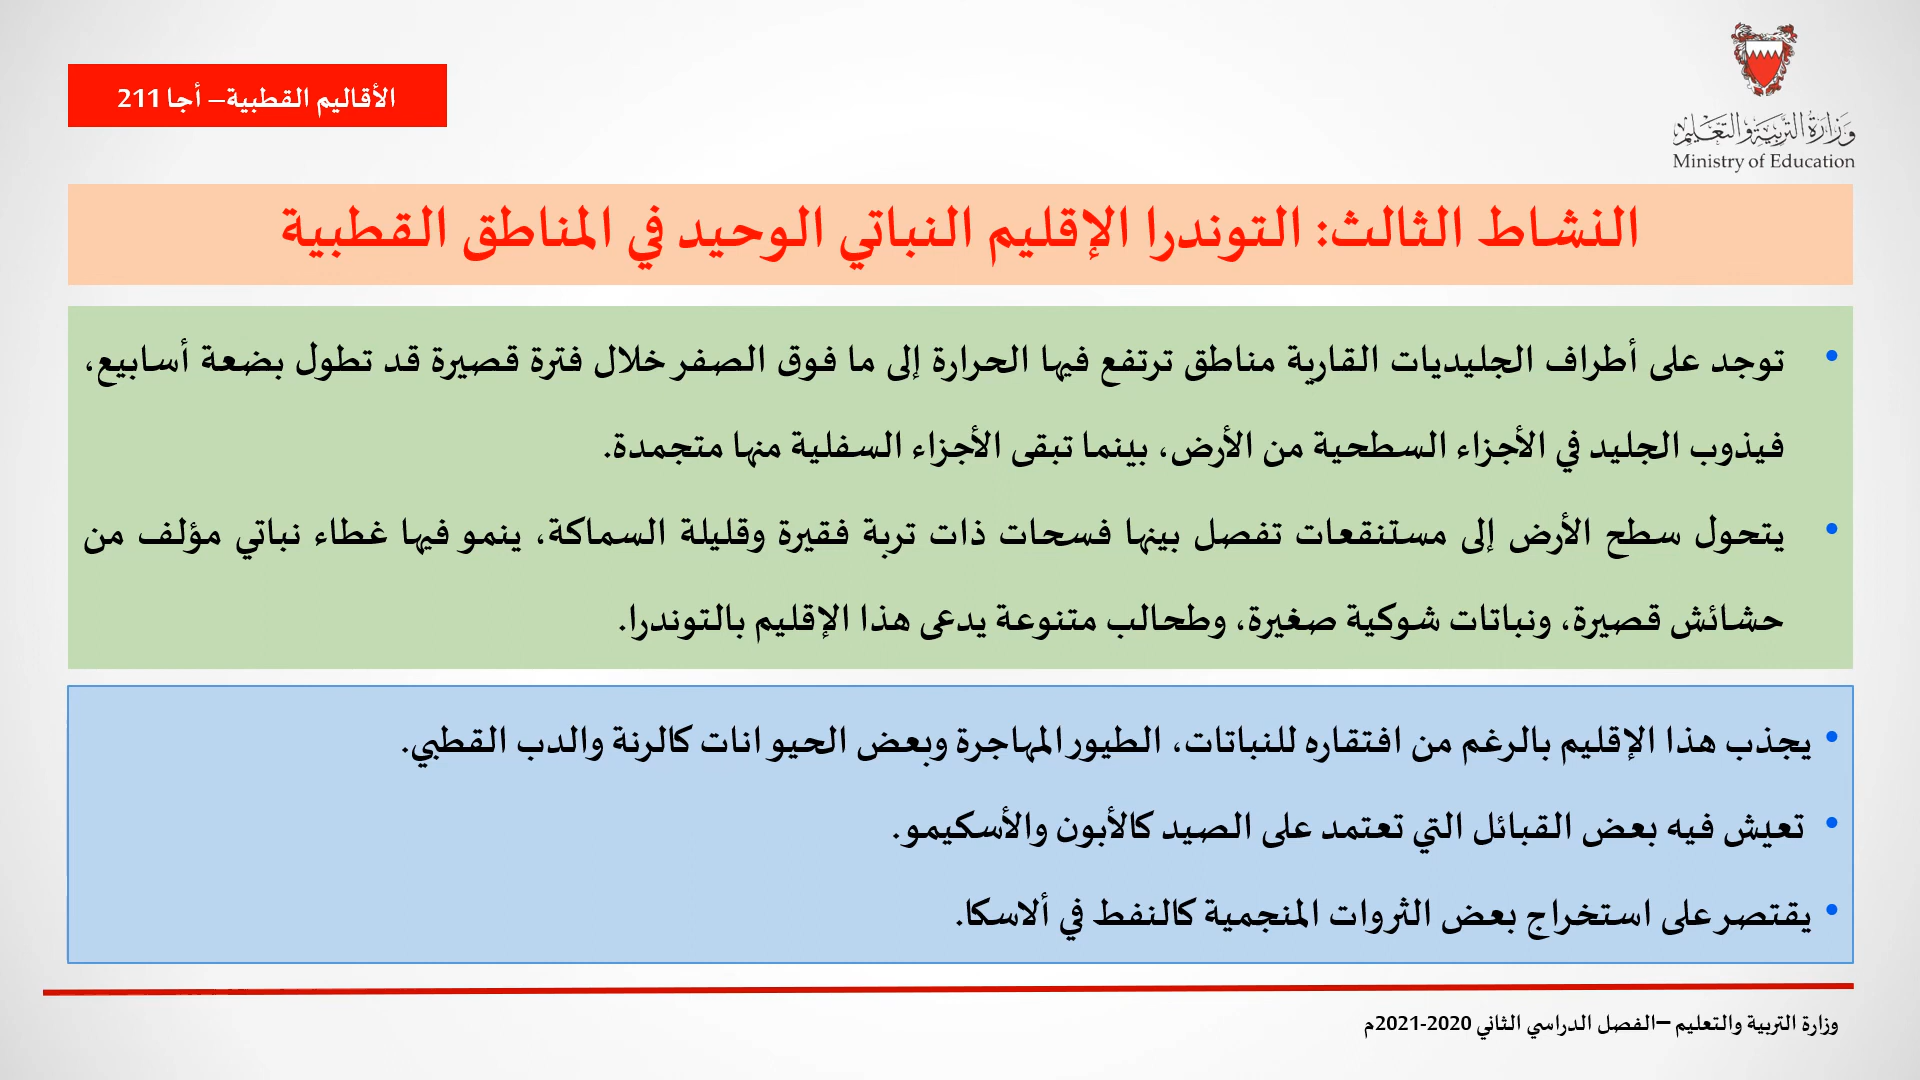 وزارة التربية والتعليم
Ministry of Education
الأقاليم القطبية– أجا 211
النشاط الثالث: التوندرا الإقليم النباتي الوحيد في المناطق القطبية
• توجد على أطراف الجليديات القارية مناطق ترتفع فيها الحرارة إلى ما فوق الصفر خلال فترة قصيرة قد تطول بضعة أسابيع،
فيذوب الجليد في الأجزاء السطحية من الأرض، بينما تبقى الأجزاء السفلية منها متجمدة.
• يتحول سطح الأرض إلى مستنقعات تفصل بينها فسحات ذات تربة فقيرة وقليلة السماكة، ينمو فيها غطاء نباتي مؤلف من
حشائش قصيرة، ونباتات شوكية صغيرة، وطحالب متنوعة يدعى هذا الإقليم بالتوندرا.
• يجذب هذا الإقليم بالرغم من افتقاره للنباتات، الطيور المهاجرة وبعض الحيوانات كالرنة والدب القطبي.
• تعيش فيه بعض القبائل التي تعتمد على الصيد كالأبون والأسكيمو.
• يقتصر على استخراج بعض الثروات المنجمية كالنفط في ألاسكا.
وزارة التربية والتعليم –الفصل الدراسي الثاني 2020-2021م